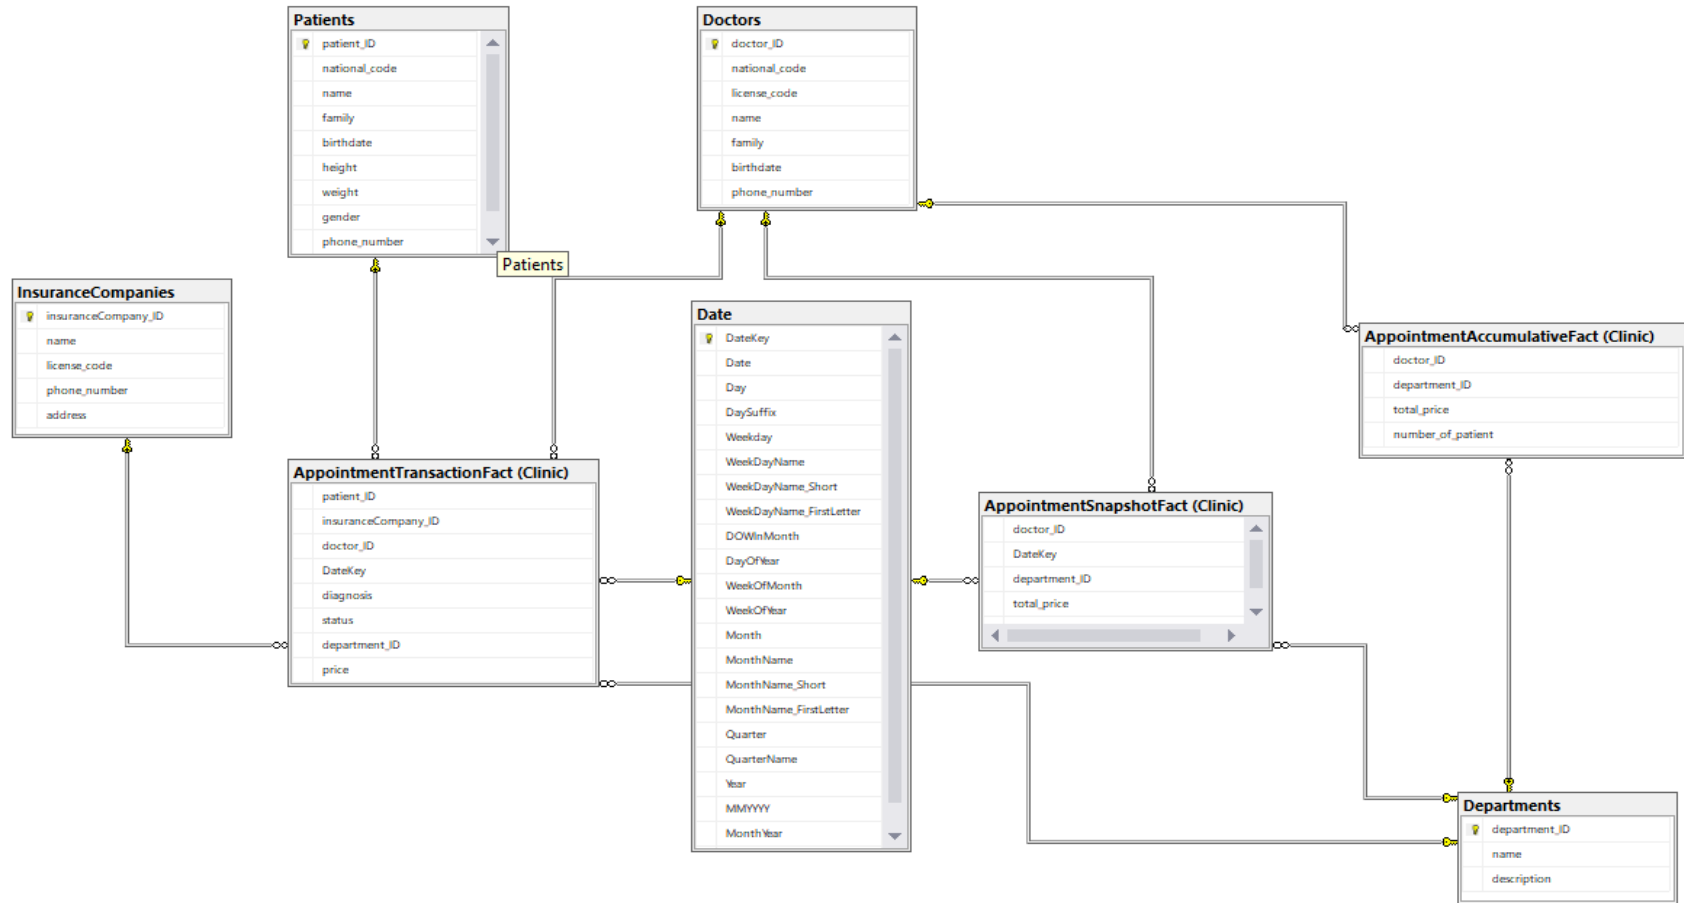 Patients
patient_ID
national_code
name
family
birthdate
height
weight
gender
phone_number
Patients
Doctors
doctor_ID
national_code
license_code
name
family
birthdate
phone_number
InsuranceCompanies
insuranceCompany_ID
name
license_code
phone_number
address
Date
DateKey
Date
Day
DaySuffix
Weekday
WeekDayName
WeekDayName_Short
WeekDayName_FirstLetter
DOWInMonth
DayOfYear
WeekOfMonth
WeekOfYear
Month
MonthName
MonthName_Short
MonthName_FirstLetter
Quarter
QuarterName
Year
MMYYYY
MonthYear
AppointmentAccumulativeFact (Clinic)
doctor_ID
department_ID
total_price
number_of_patient
AppointmentTransactionFact (Clinic)
patient_ID
insuranceCompany_ID
doctor_ID
DateKey
diagnosis
status
department_ID
price
AppointmentSnapshotFact (Clinic)
doctor_ID
DateKey
department_ID
total_price
Departments
department_ID
name
description